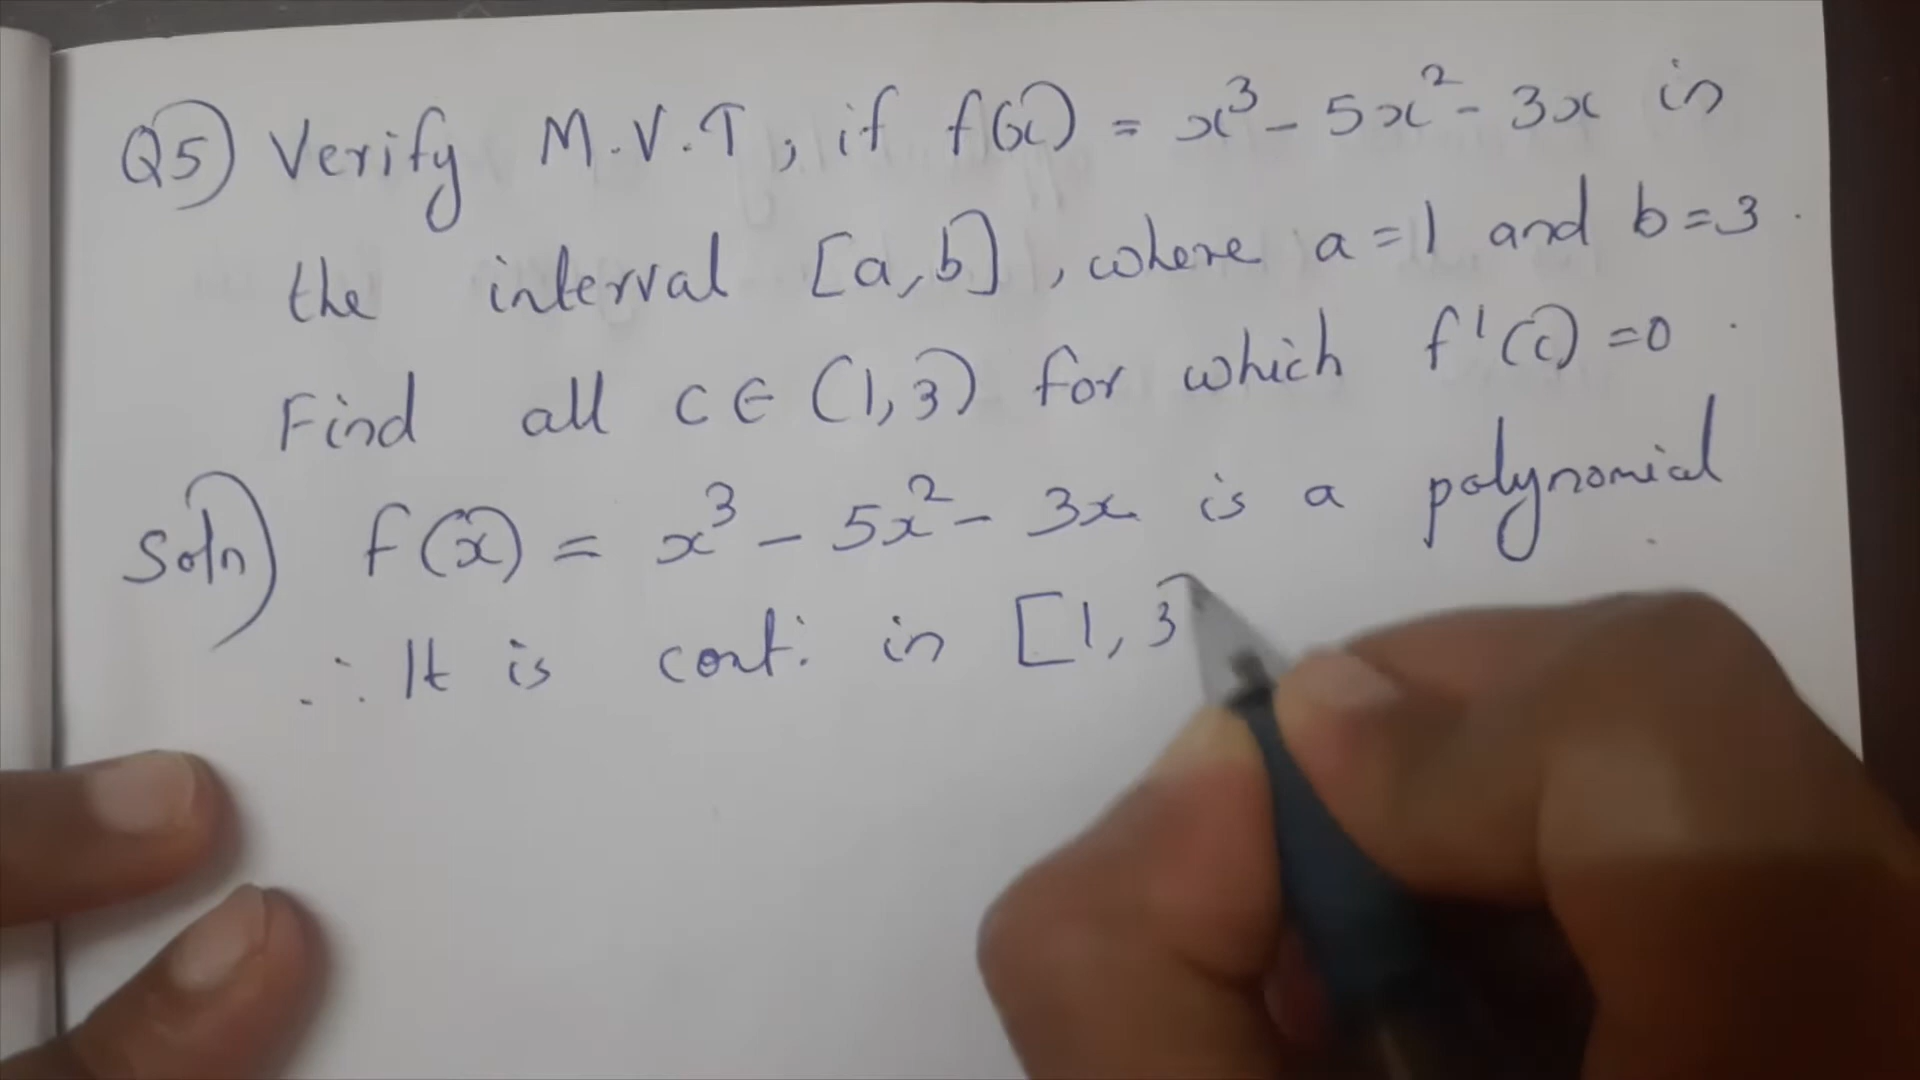 Q5) Verify M.V.T, if f(x) = x³ - 5x² - 3x in
the interval [a,b], where a=1 and b=3.
Find all c∈(1,3) for which f'(c)=0.
Soln) f(x) = x³ - 5x² - 3x is a polynomial
∴ It is cont. in [1, 3